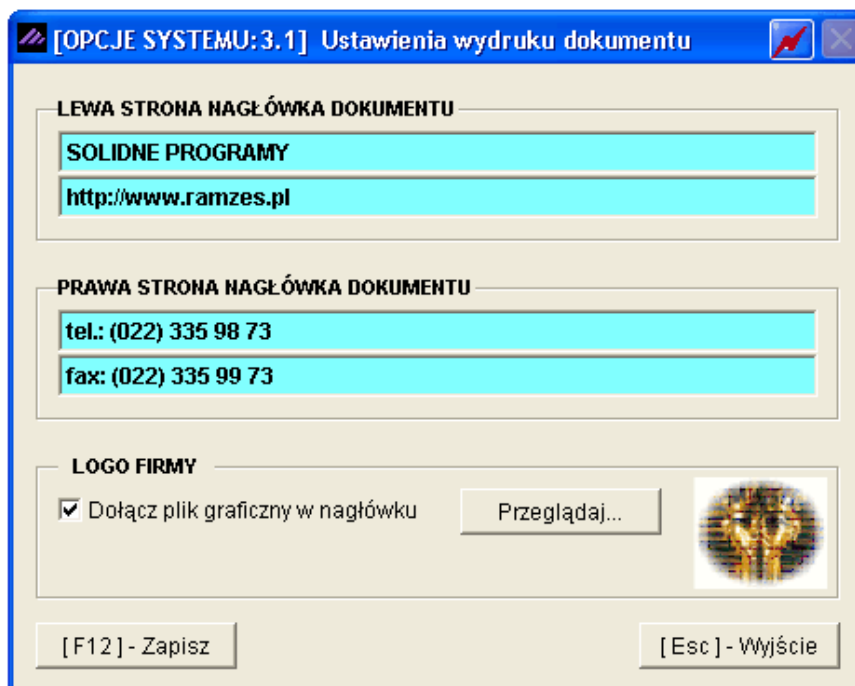 [OPCJE SYSTEMU:3.1] Ustawienia wydruku dokumentu
LEWA STRONA NAGŁÓWKA DOKUMENTU
SOLIDNE PROGRAMY
http://www.ramzes.pl
PRAWA STRONA NAGŁÓWKA DOKUMENTU
tel.: (022) 335 98 73
fax: (022) 335 99 73
LOGO FIRMY
Dołącz plik graficzny w nagłówku
Przeglądaj...
[ F12 ] - Zapisz
[ Esc ] - Wyjście